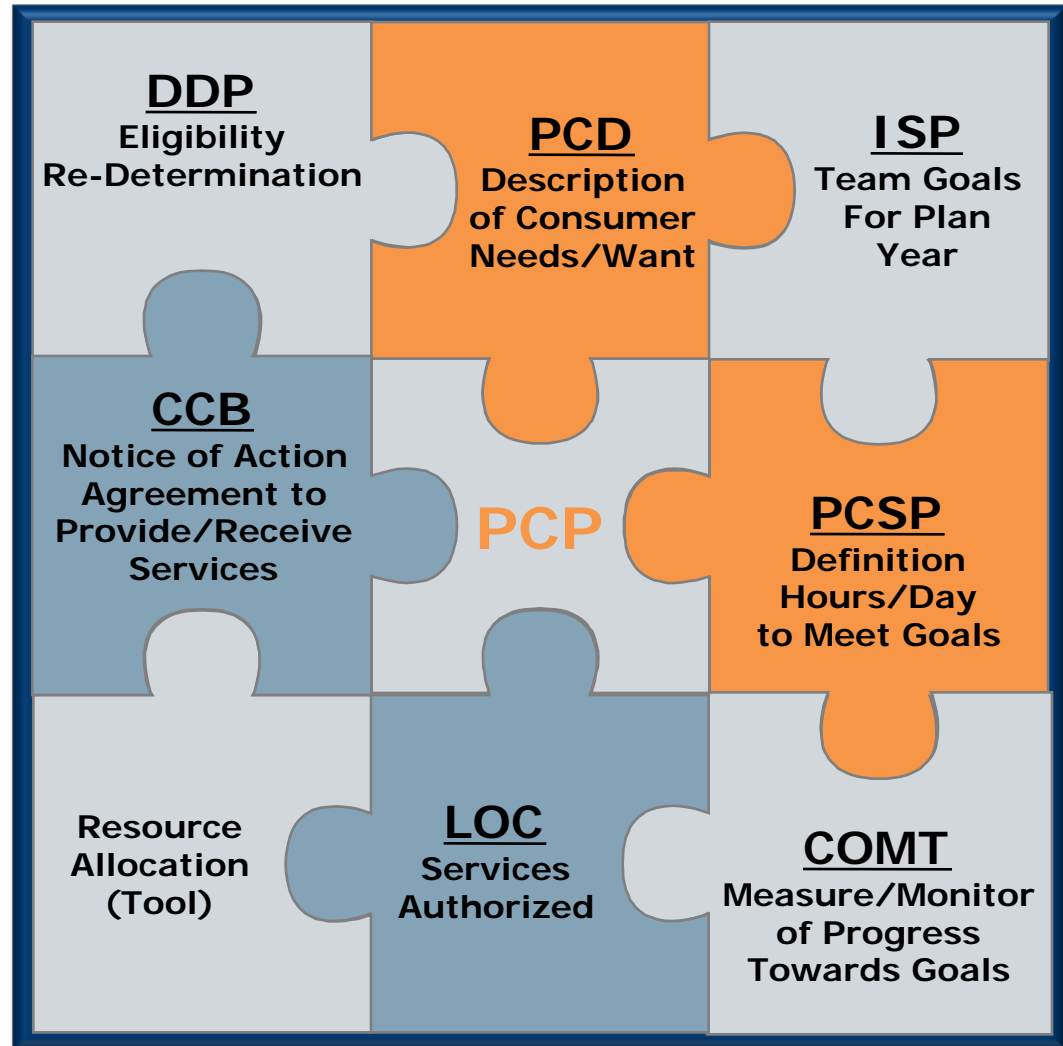 DDP
Eligibility
Re-Determination
PCD
Description
of Consumer
Needs/Want
ISP
Team Goals
For Plan
Year
CCB
Notice of Action
Agreement to
Provide/Receive
Services
PCP
PCSP
Definition
Hours/Day
to Meet Goals
Resource
Allocation
(Tool)
LOC
Services
Authorized
COMT
Measure/Monitor
of Progress
Towards Goals